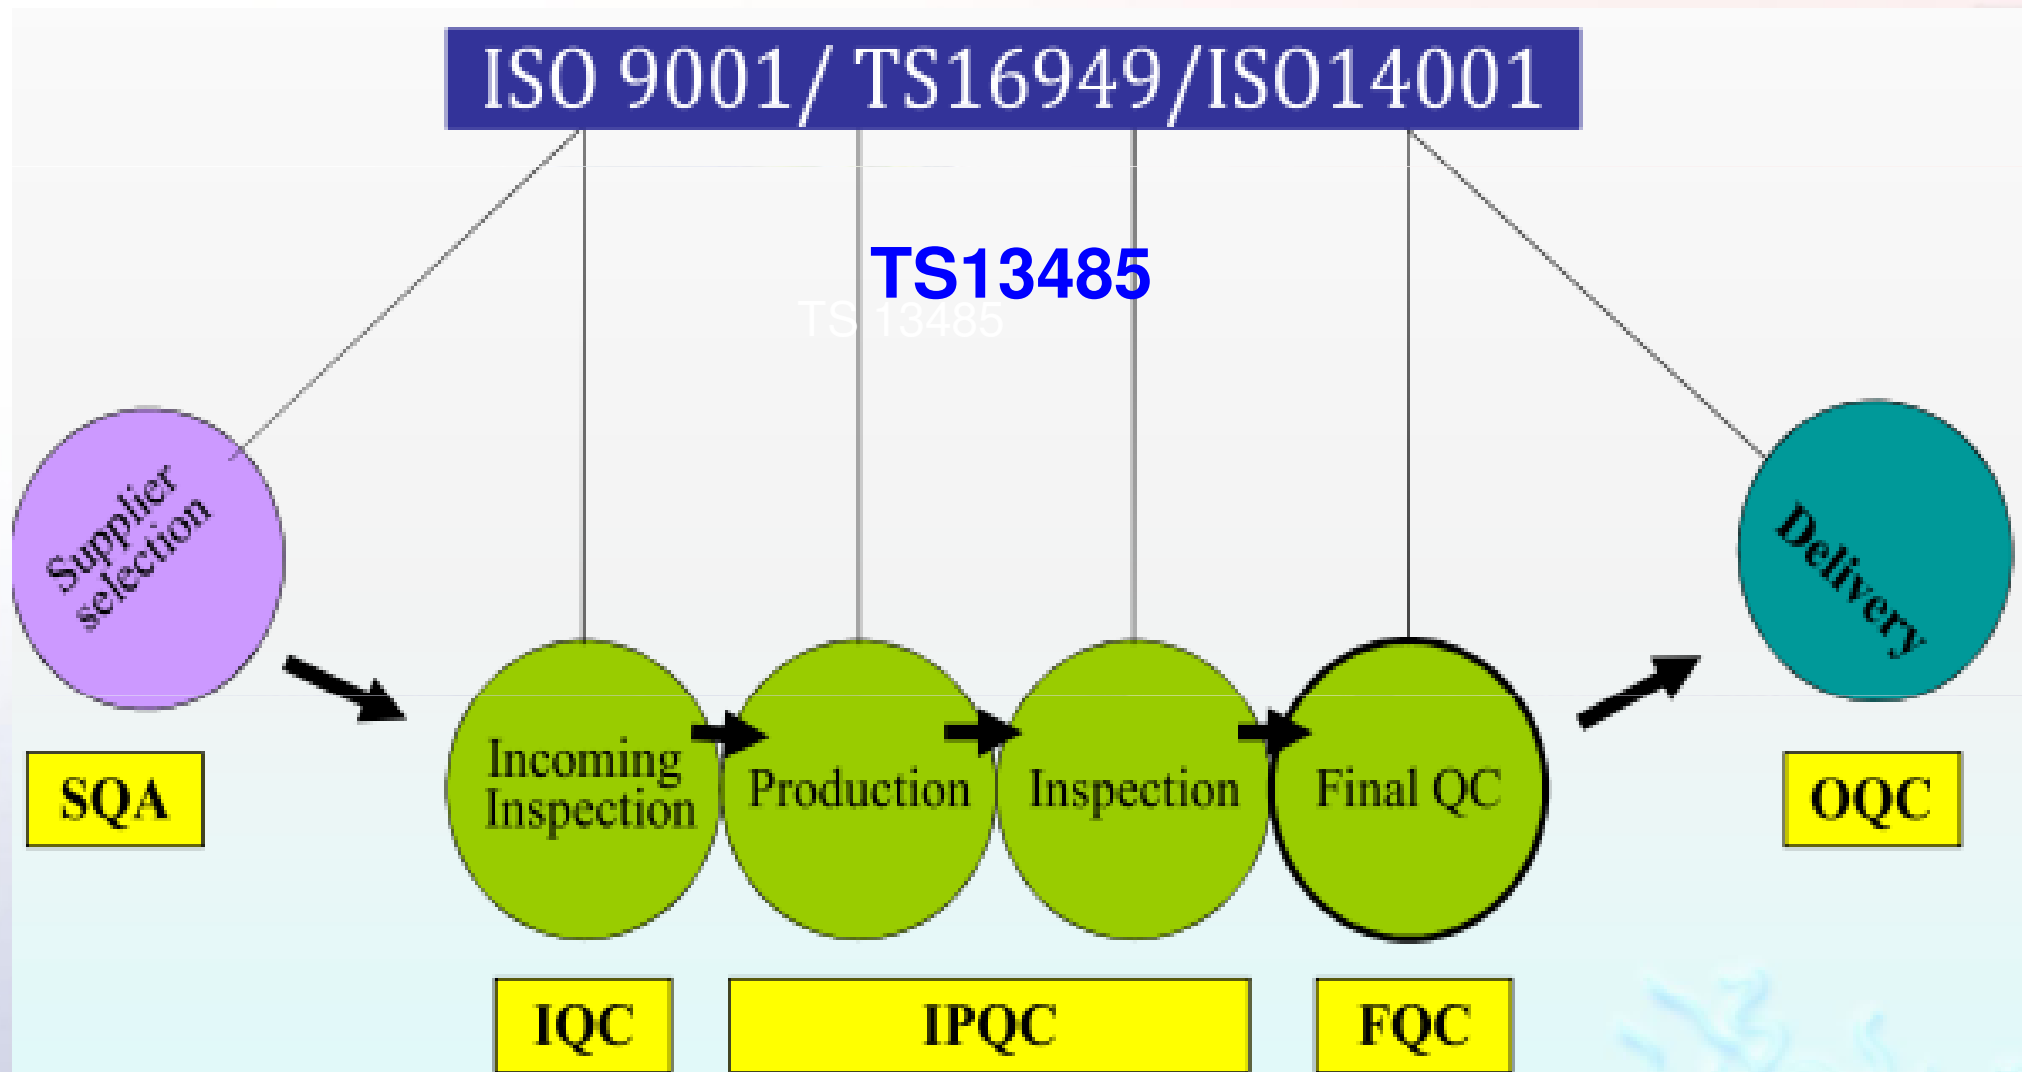 ISO 9001/ TS16949/ISO14001
TS13485
TS 13485
Supplier
selection
Delivery
Incoming
Inspection
Production
Inspection
Final QC
SQA
OQC
IQC
IPQC
FQC